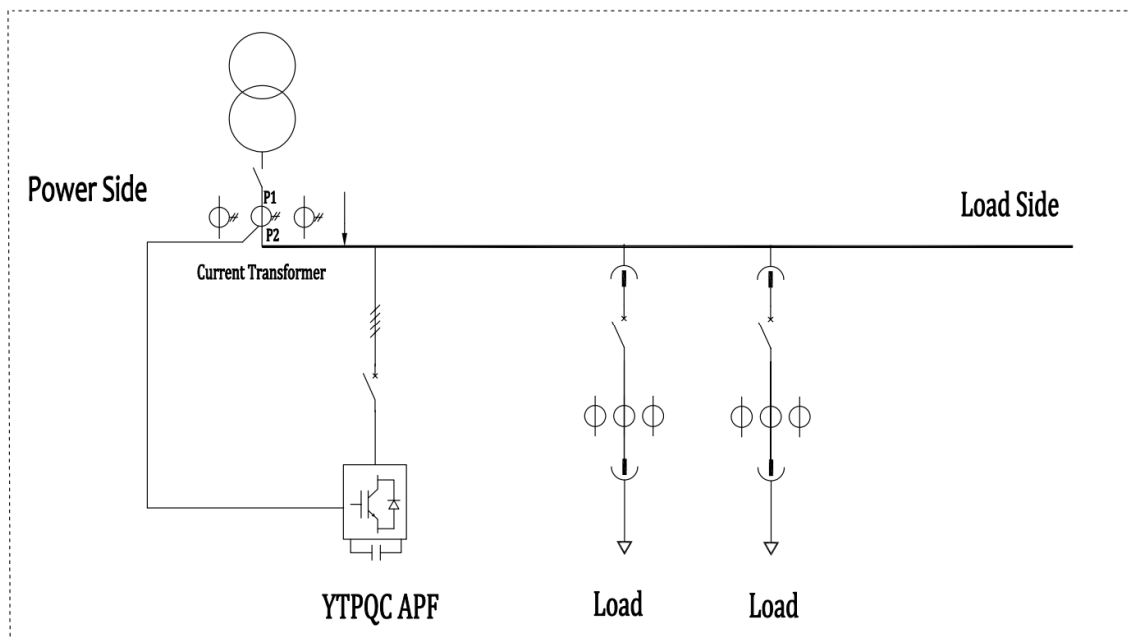 Power Side
P1
P2
Load Side
Current Transformer
YTPQC APF
Load
Load